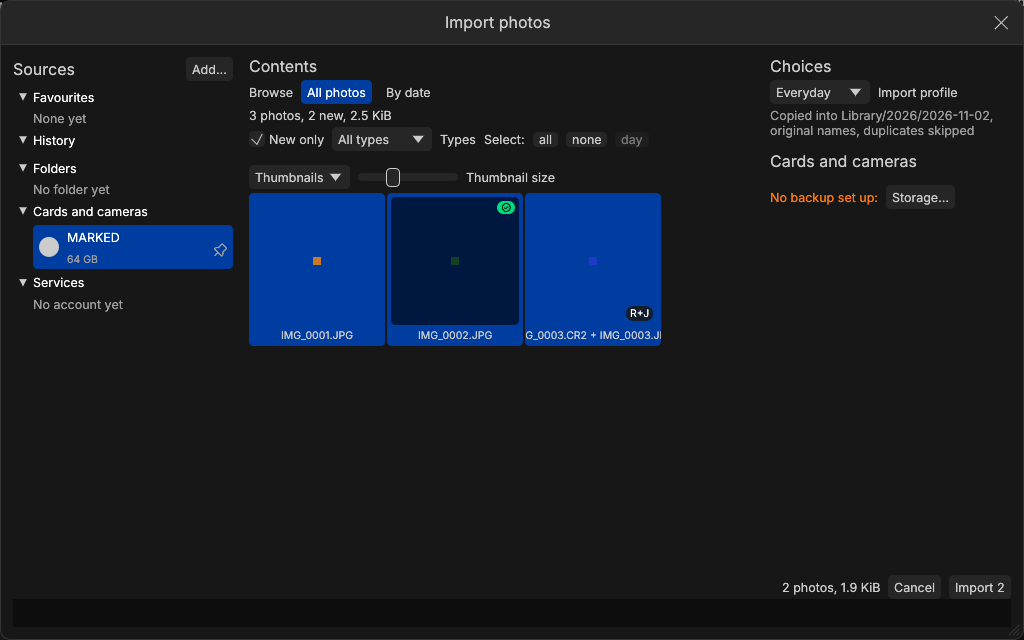 Import photos
Sources
Add...
Favourites
None yet
History
Folders
No folder yet
Cards and cameras
MARKED
64 GB
Services
No account yet
Contents
Browse All photos By date
3 photos, 2 new, 2.5 KiB
New only All types Types Select: all none day
Thumbnails Thumbnail size
R+J
IMG_0001.JPG
IMG_0002.JPG
G_0003.CR2 + IMG_0003.J
Choices
Everyday Import profile
Copied into Library/2026/2026-11-02,
original names, duplicates skipped
Cards and cameras
No backup set up: Storage...
2 photos, 1.9 KiB Cancel Import 2